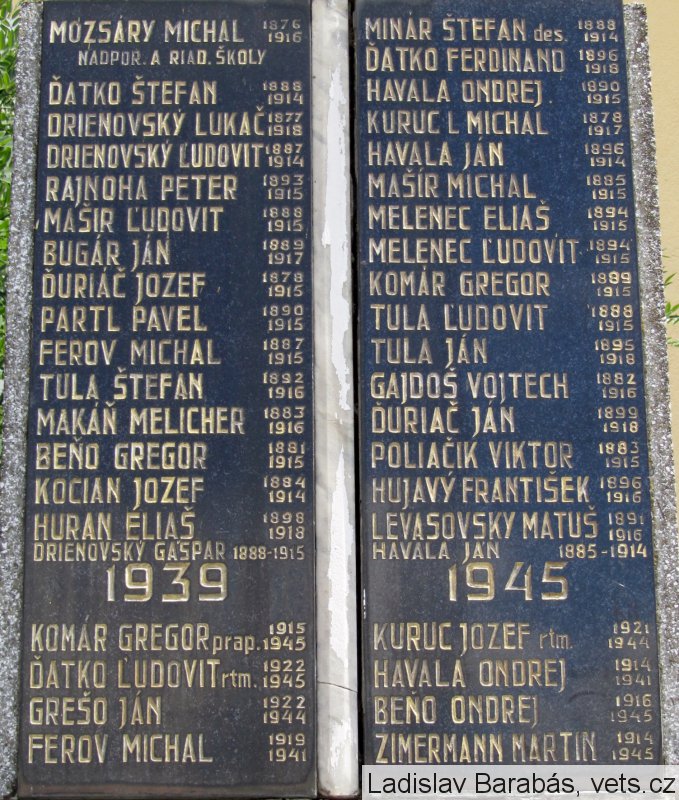 MOZSÁRY MICHAL 1876 1916
NÁDPOR. A RIAD. ŠKOLY
ĎATKO ŠTEFAN 1888 1914
DRIENOVSKÝ LUKAČ 1877 1918
DRIENOVSKÝ ĽUDOVIT 1887 1914
RAJNOHA PETER 1893 1915
MAŠIR ĽUDOVIT 1888 1915
BUGÁR JÁN 1889 1917
ĎURIÁČ JOZEF 1878 1915
PARTL PAVEL 1890 1915
FEROV MICHAL 1887 1915
TULA ŠTEFAN 1892 1916
MAKÁŇ MELICHER 1883 1916
BEŇO GREGOR 1881 1915
KOCIAN JOZEF 1884 1914
HURAN ELIAŠ 1898 1918
DRIENOVSKÝ GAŠPAR 1888-1915
1939
KOMÁR GREGOR prap. 1915 1945
ĎATKO ĽUDOVIT rtm. 1922 1945
GREŠO JÁN 1922 1944
FEROV MICHAL 1919 1941
MINÁR ŠTEFAN des. 1888 1914
ĎATKO FERDINAND 1896 1918
HAVALA ONDREJ 1890 1915
KURUC L MICHAL 1878 1917
HAVALA JÁN 1896 1914
MAŠÍR MICHAL 1885 1915
MELENEC ELIAŠ 1894 1915
MELENEC ĽUDOVIT 1894 1915
KOMÁR GREGOR 1889 1915
TULA ĽUDOVIT 1888 1915
TULA JÁN 1895 1918
GAJDOŠ VOJTECH 1882 1916
ĎURIAČ JÁN 1899 1918
POLIAČIK VIKTOR 1883 1915
HUJAVÝ FRANTIŠEK 1896 1916
LEVASOVSKY MATUŠ 1891 1916
HAVALA JÁN 1885-1914
1945
KURUC JOZEF rtm. 1921 1944
HAVALA ONDREJ 1914 1941
BEŇO ONDREJ 1916 1945
ZIMERMANN MARTIN 1914 1945
Ladislav Barabás, vets.cz